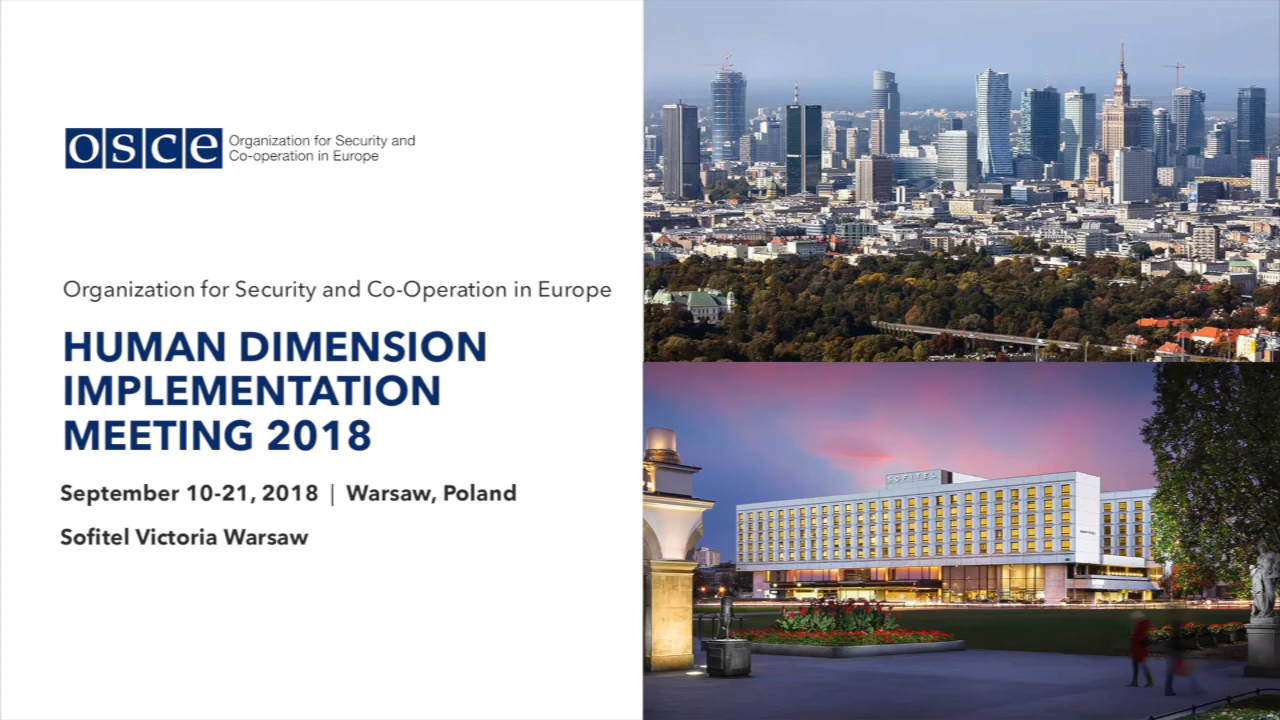 OSCE Organization for Security and
Co-operation in Europe
Organization for Security and Co-Operation in Europe
HUMAN DIMENSION
IMPLEMENTATION
MEETING 2018
September 10-21, 2018 | Warsaw, Poland
Sofitel Victoria Warsaw
SOFITEL